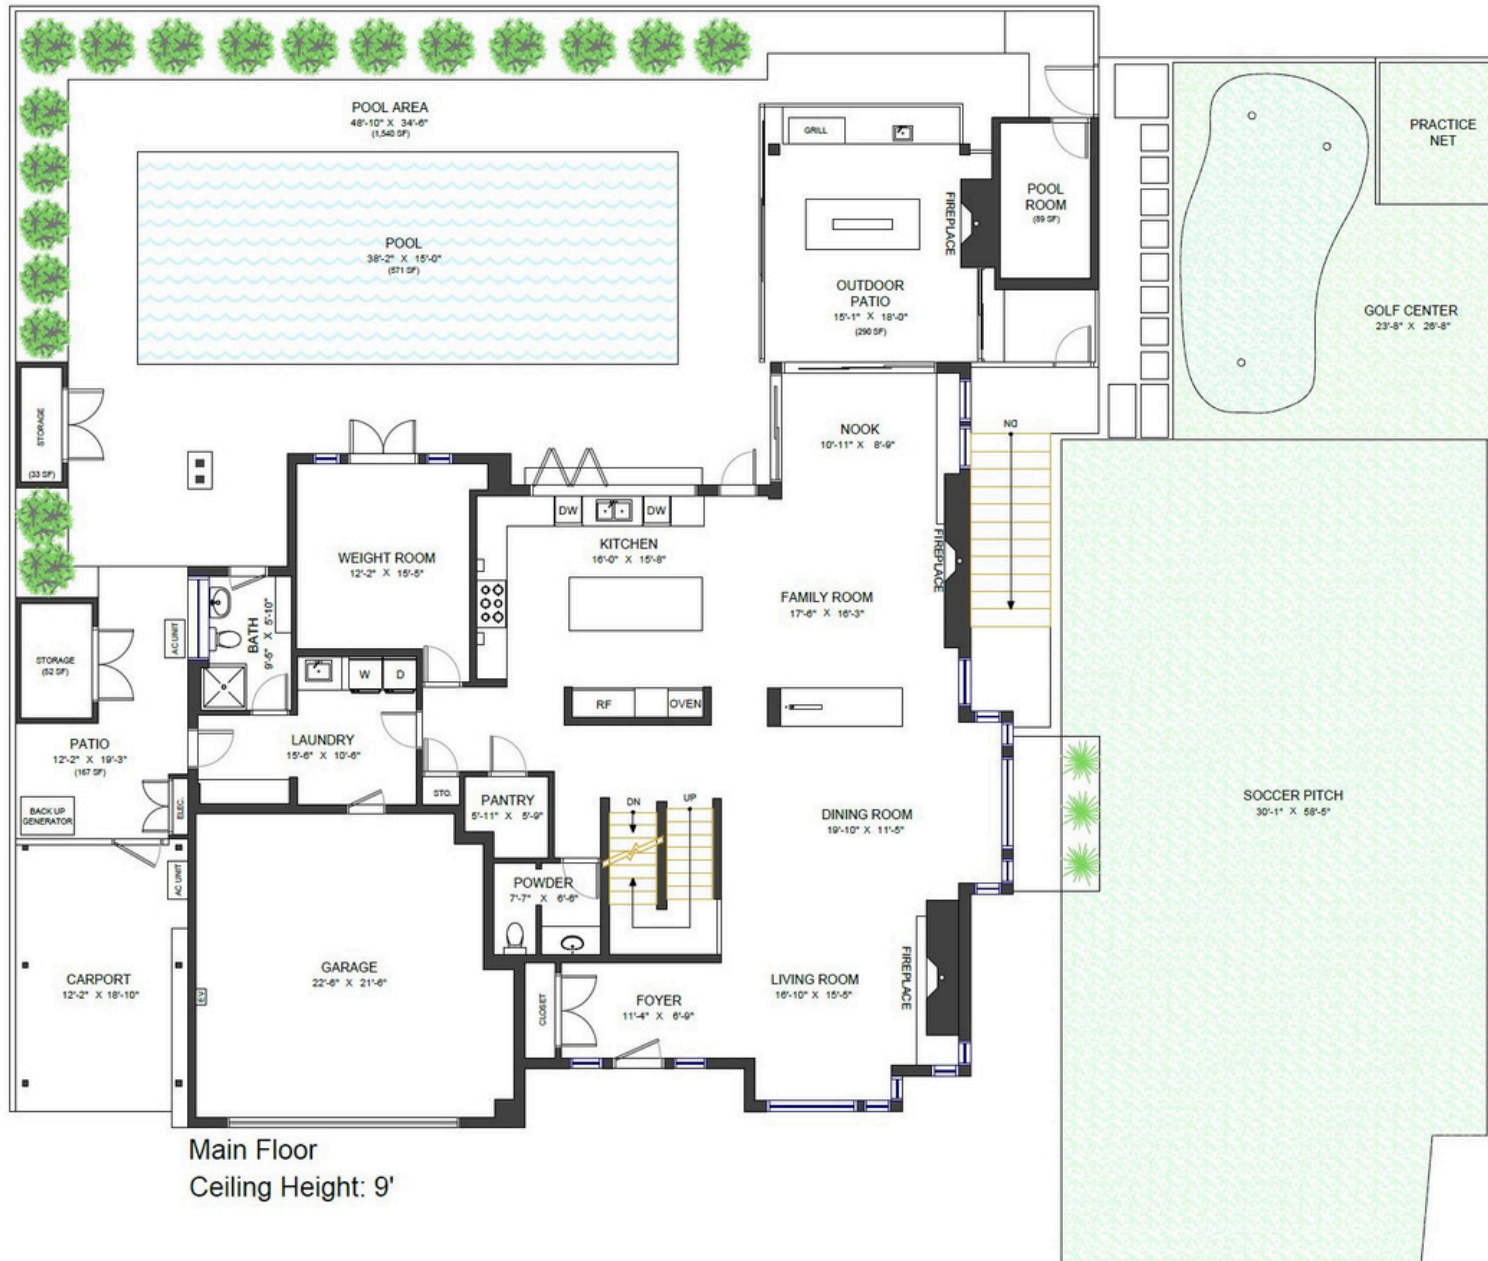 POOL AREA
48'-10" X 34'-6"
(1,540 SF)
GRILL
PRACTICE
NET
POOL
ROOM
(89 SF)
FIREPLACE
POOL
38'-2" X 15'-0"
(571 SF)
OUTDOOR
PATIO
15'-1" X 18'-0"
(290 SF)
GOLF CENTER
23'-8" X 26'-8"
STORAGE
(33 SF)
NOOK
10'-11" X 8'-9"
DN
DW
DW
KITCHEN
16'-0" X 15'-8"
WEIGHT ROOM
12'-2" X 15'-5"
FIREPLACE
FAMILY ROOM
17'-6" X 16'-3"
AC UNIT
BATH
9'-5" X 5'-10"
STORAGE
(52 SF)
W
D
RF
OVEN
PATIO
12'-2" X 19'-3"
(167 SF)
LAUNDRY
15'-6" X 10'-6"
STO.
PANTRY
5'-11" X 5'-9"
DN
UP
BACK UP
GENERATOR
ELEC.
DINING ROOM
19'-10" X 11'-5"
SOCCER PITCH
30'-1" X 58'-5"
AC UNIT
POWDER
7'-7" X 6'-6"
CARPORT
12'-2" X 18'-10"
EV
GARAGE
22'-6" X 21'-6"
CLOSET
FOYER
11'-4" X 6'-9"
LIVING ROOM
16'-10" X 15'-5"
FIREPLACE
Main Floor
Ceiling Height: 9'